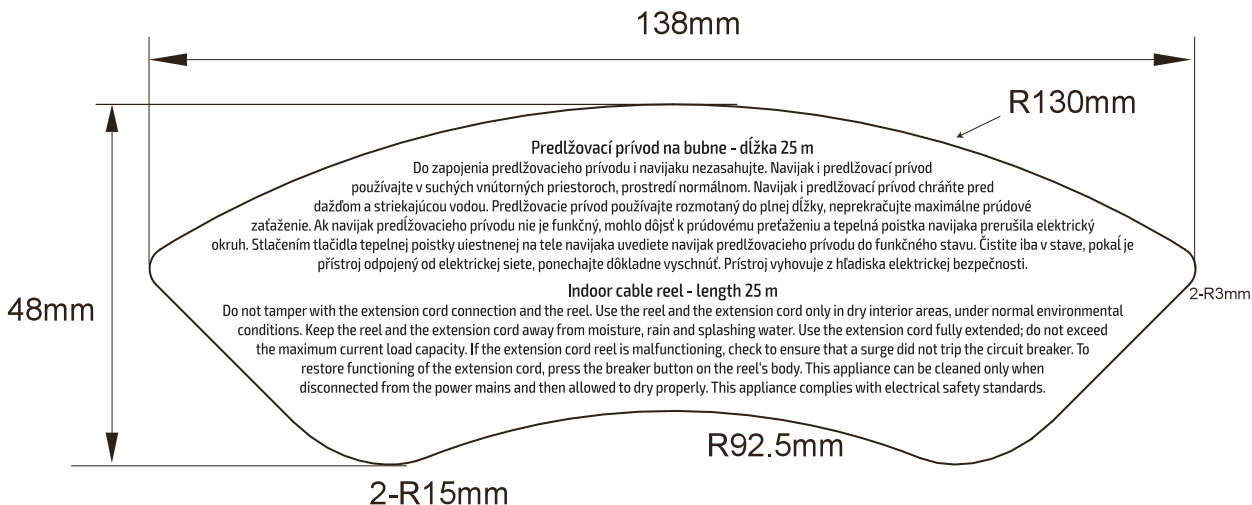 138mm
R130mm
Predlžovací prívod na bubne - dĺžka 25 m
Do zapojenia predlžovacieho prívodu i navijaku nezasahujte. Navijak i predlžovací prívod
používajte v suchých vnútorných priestoroch, prostredí normálnom. Navijak i predlžovací prívod chráňte pred
dažďom a striekajúcou vodou. Predlžovacie prívod používajte rozmotaný do plnej dĺžky, neprekračujte maximálne prúdové
zaťaženie. Ak navijak predĺžovacieho prívodu nie je funkčný, mohlo dôjsť k prúdovému preťaženiu a tepelná poistka navijaka prerušila elektrický
okruh. Stlačením tlačidla tepelnej poistky uiestnenej na tele navijaka uvediete navijak predlžovacieho prívodu do funkčného stavu. Čistite iba v stave, pokaľ je
přístroj odpojený od elektrickej siete, ponechajte dôkladne vyschnúť. Prístroj vyhovuje z hľadiska elektrickej bezpečnosti.
Indoor cable reel - length 25 m
Do not tamper with the extension cord connection and the reel. Use the reel and the extension cord only in dry interior areas, under normal environmental
conditions. Keep the reel and the extension cord away from moisture, rain and splashing water. Use the extension cord fully extended; do not exceed
the maximum current load capacity. If the extension cord reel is malfunctioning, check to ensure that a surge did not trip the circuit breaker. To
restore functioning of the extension cord, press the breaker button on the reel's body. This appliance can be cleaned only when
disconnected from the power mains and then allowed to dry properly. This appliance complies with electrical safety standards.
48mm
2-R3mm
R92.5mm
2-R15mm